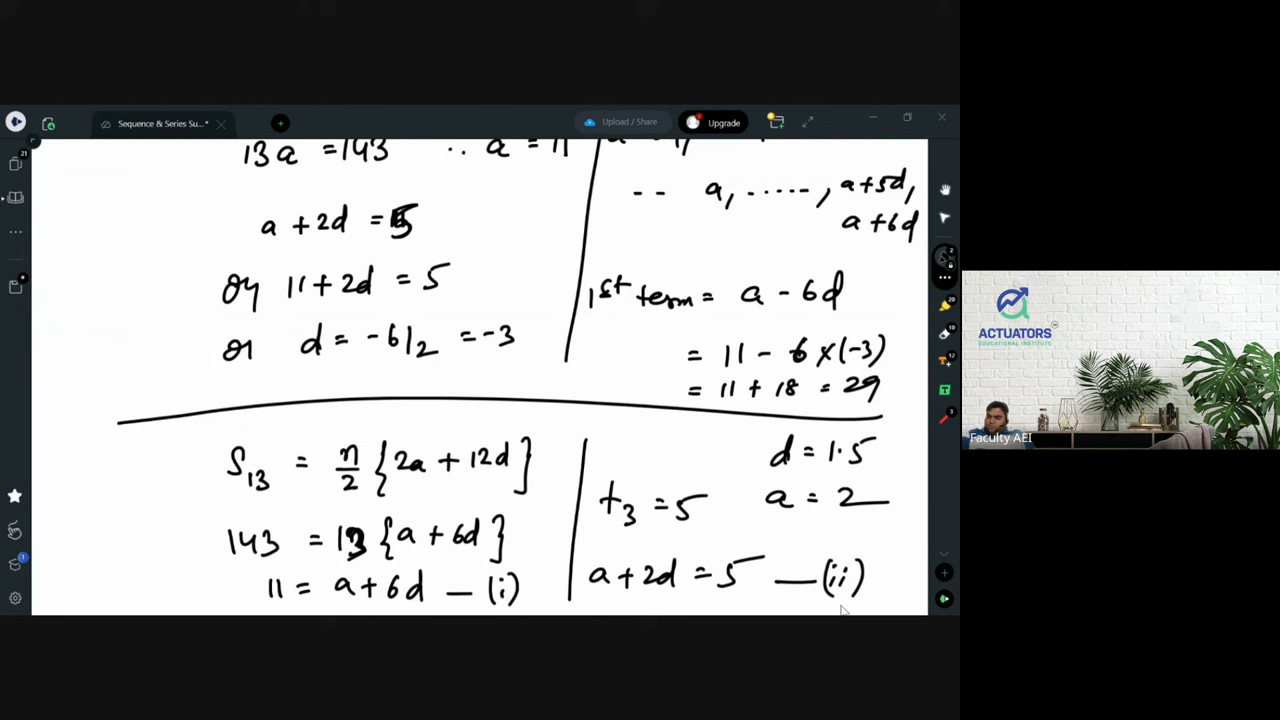 Sequence & Series Su...*
Upload / Share
Upgrade
13a = 143 ∴ a = 11
a + 2d = 5
or 11 + 2d = 5
or d = -6/2 = -3
-- a, ....., a+5d,
a+6d
1st term = a - 6d
= 11 - 6 × (-3)
= 11 + 18 = 29
S13 = n/2 {2a + 12d}
143 = 13 {a + 6d}
11 = a + 6d — (i)
d = 1.5
t3 = 5 a = 2
a + 2d = 5 — (ii)
ACTUATORS
EDUCATIONAL INSTITUTE
Faculty AEI